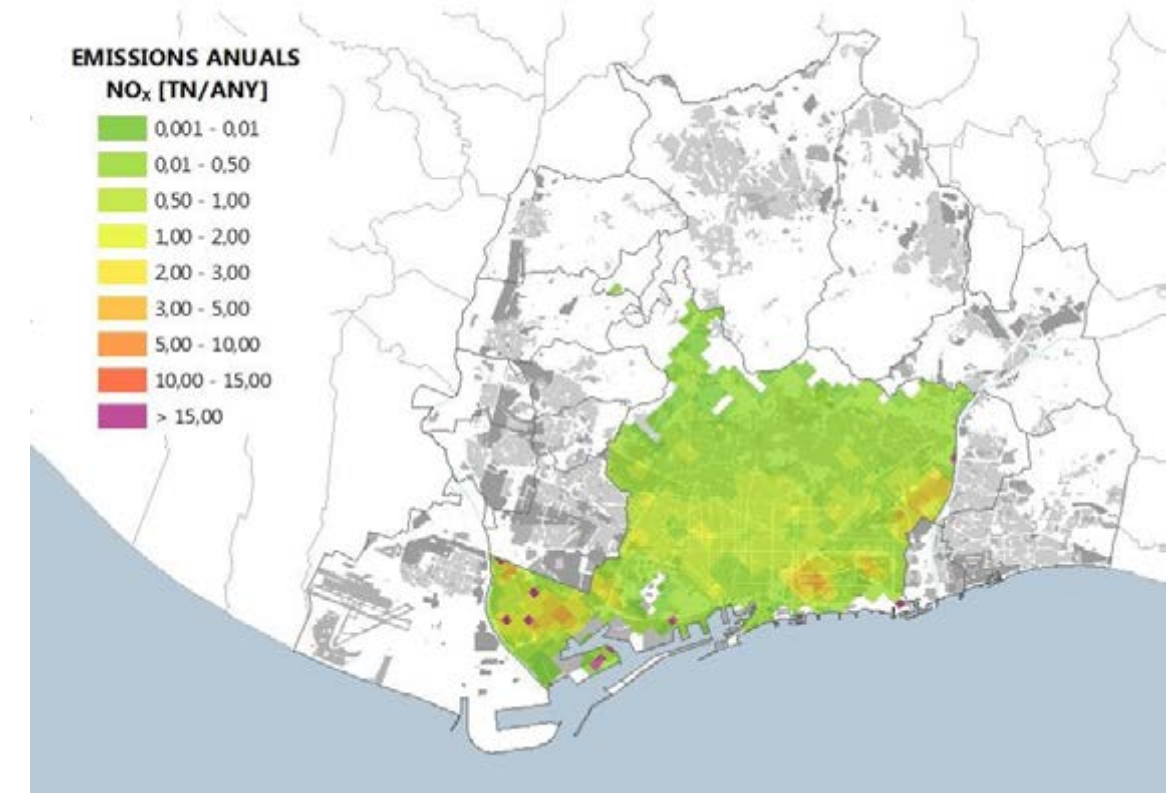 EMISSIONS ANUALS
NOx [TN/ANY]
0,001 - 0,01
0,01 - 0,50
0,50 - 1,00
1,00 - 2,00
2,00 - 3,00
3,00 - 5,00
5,00 - 10,00
10,00 - 15,00
> 15,00